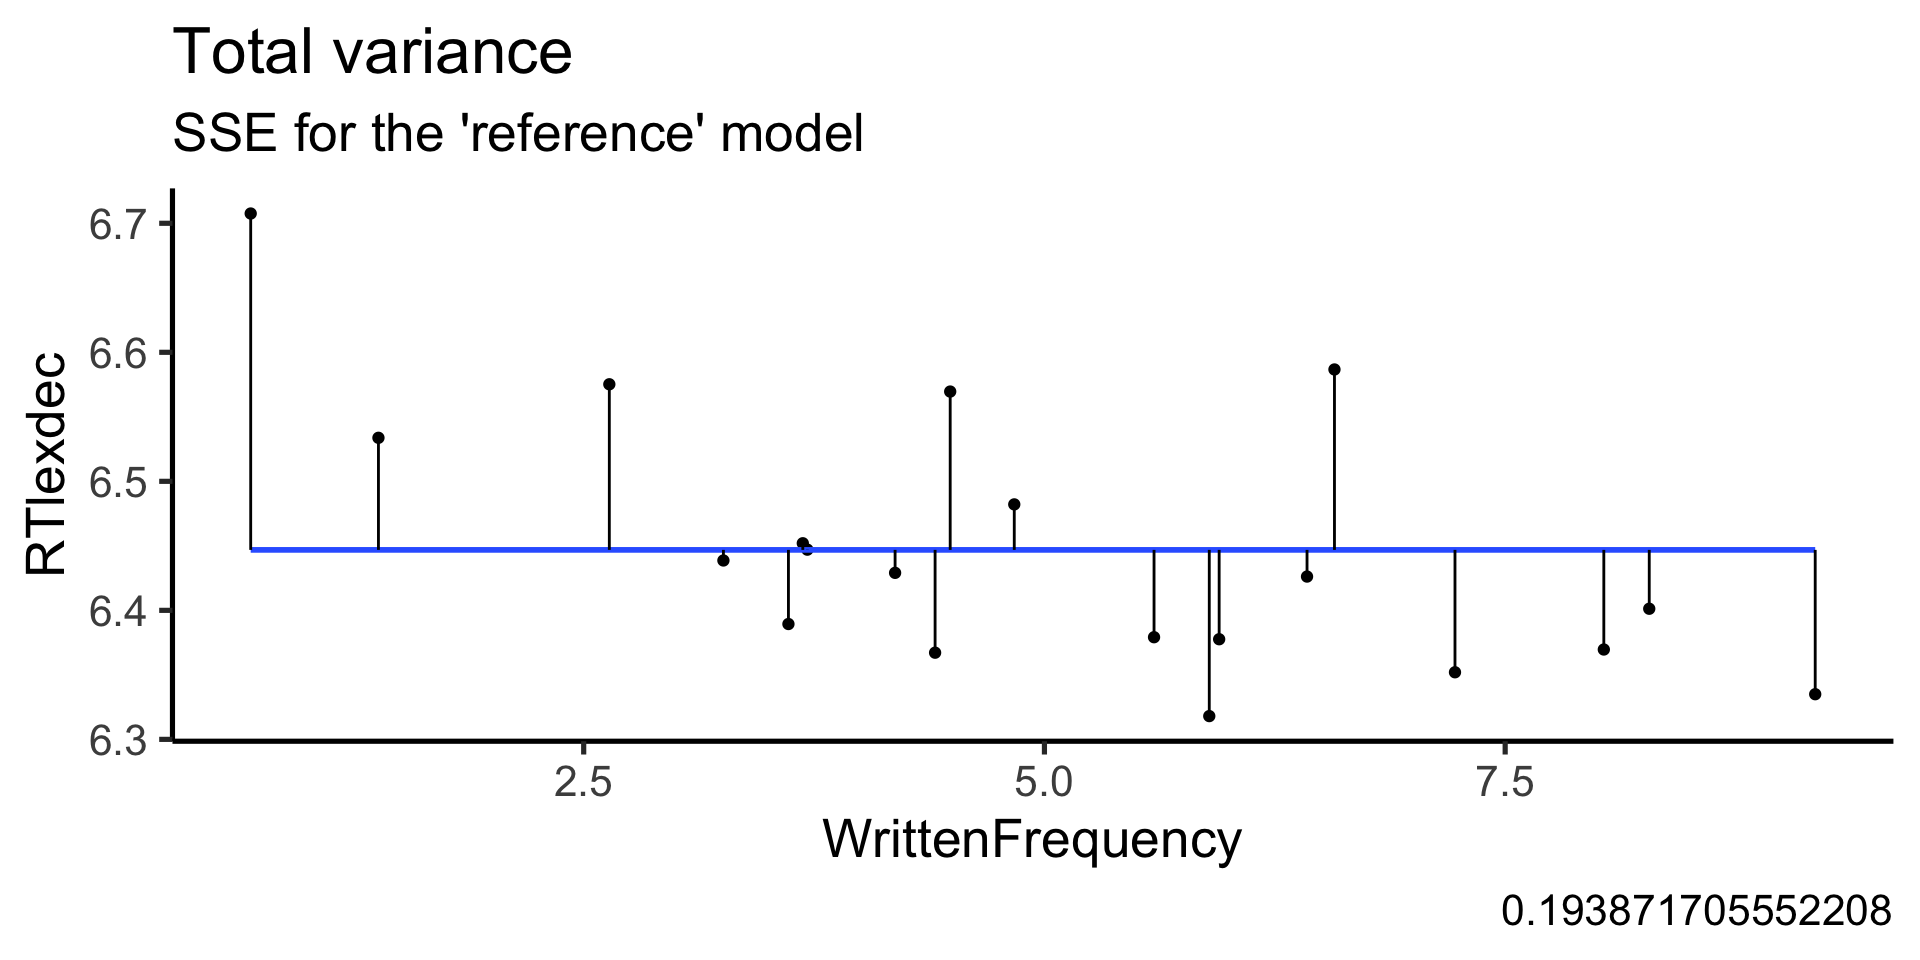 Total variance
SSE for the 'reference' model
RTlexdec
6.7
6.6
6.5
6.4
6.3
2.5 5.0 7.5
WrittenFrequency
0.193871705552208